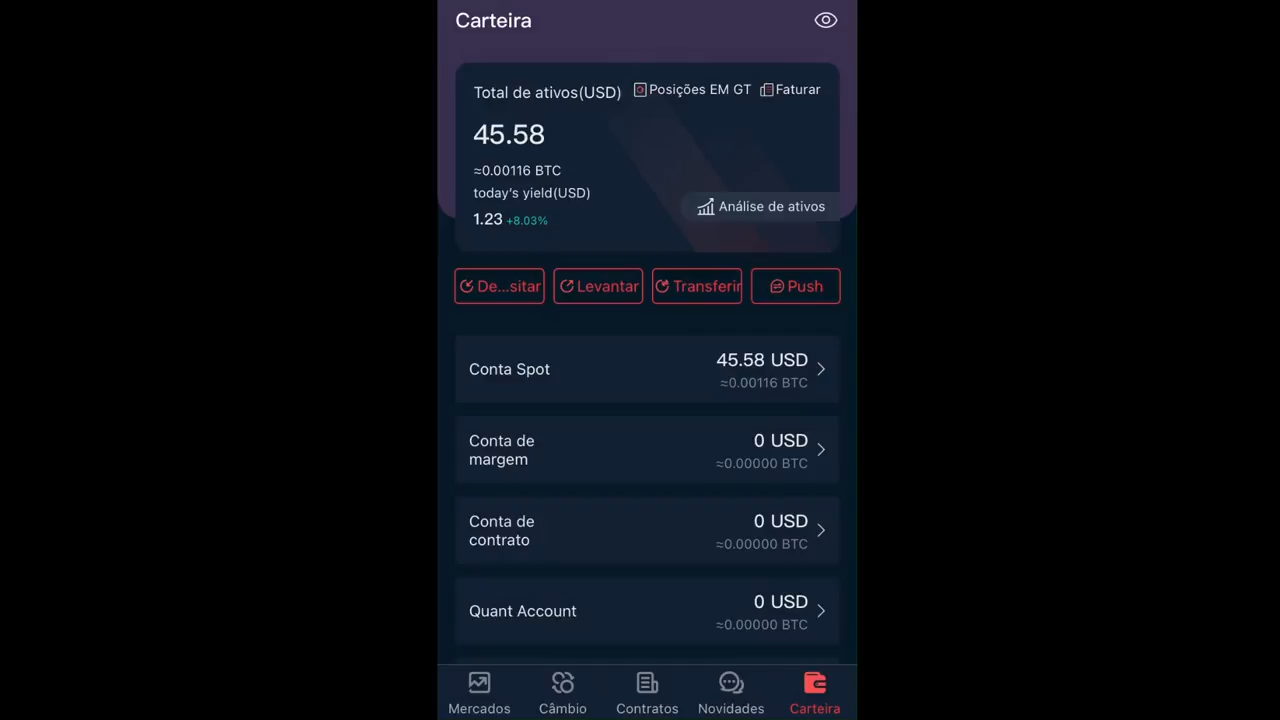 Carteira
Total de ativos(USD) Posições EM GT Faturar
45.58
≈0.00116 BTC
today's yield(USD)
1.23 +8.03%
Análise de ativos
De...sitar Levantar Transferir Push
Conta Spot
45.58 USD
≈0.00116 BTC
Conta de
margem
0 USD
≈0.00000 BTC
Conta de
contrato
0 USD
≈0.00000 BTC
Quant Account
0 USD
≈0.00000 BTC
Mercados Câmbio Contratos Novidades Carteira